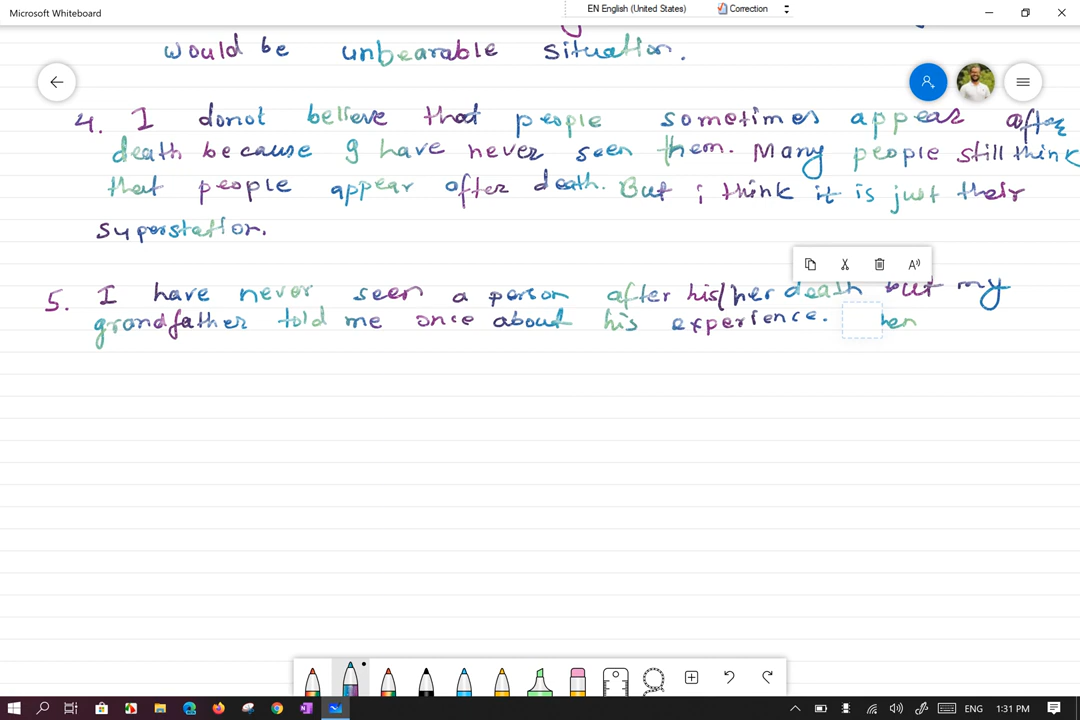 Microsoft Whiteboard
EN English (United States)
Correction
would be unbearable situation.
4. I donot believe that people sometimes appear after
death because I have never seen them. Many people still think
that people appear after death. But i think it is just their
superstation.
5. I have never seen a person after his/her death but my
grandfather told me once about his experience. hen
ENG
1:31 PM